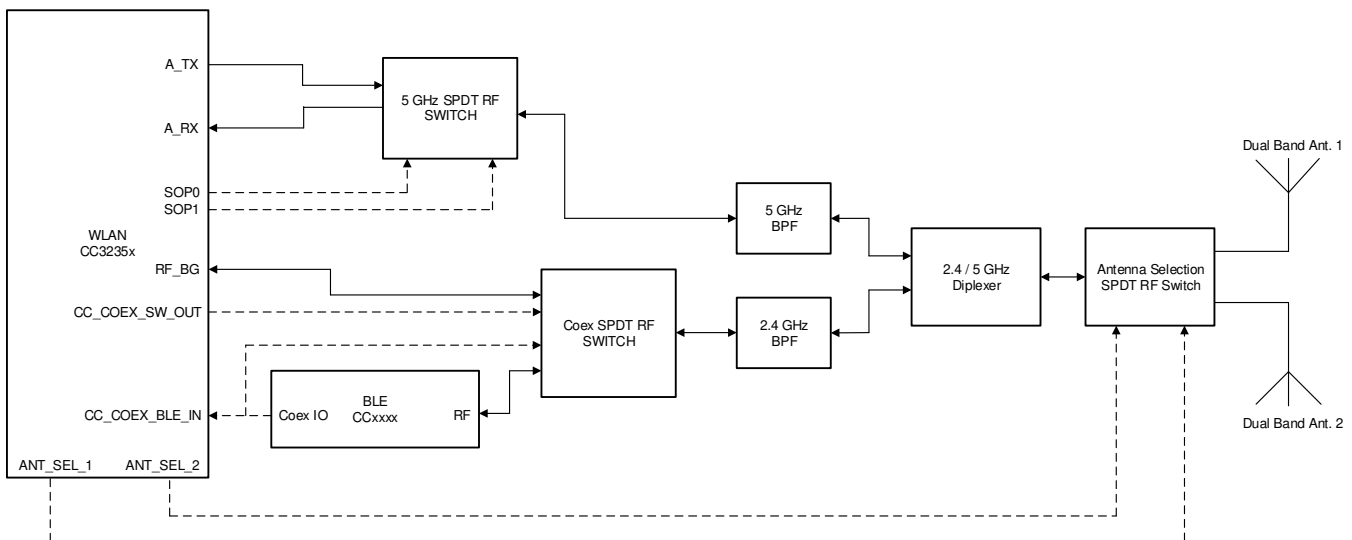 A_TX
A_RX
SOP0
SOP1
WLAN
CC3235x
RF_BG
CC_COEX_SW_OUT
CC_COEX_BLE_IN
ANT_SEL_1
ANT_SEL_2
5 GHz SPDT RF
SWITCH
Coex SPDT RF
SWITCH
Coex IO
BLE
CCxxxx
RF
5 GHz
BPF
2.4 GHz
BPF
2.4 / 5 GHz
Diplexer
Antenna Selection
SPDT RF Switch
Dual Band Ant. 1
Dual Band Ant. 2